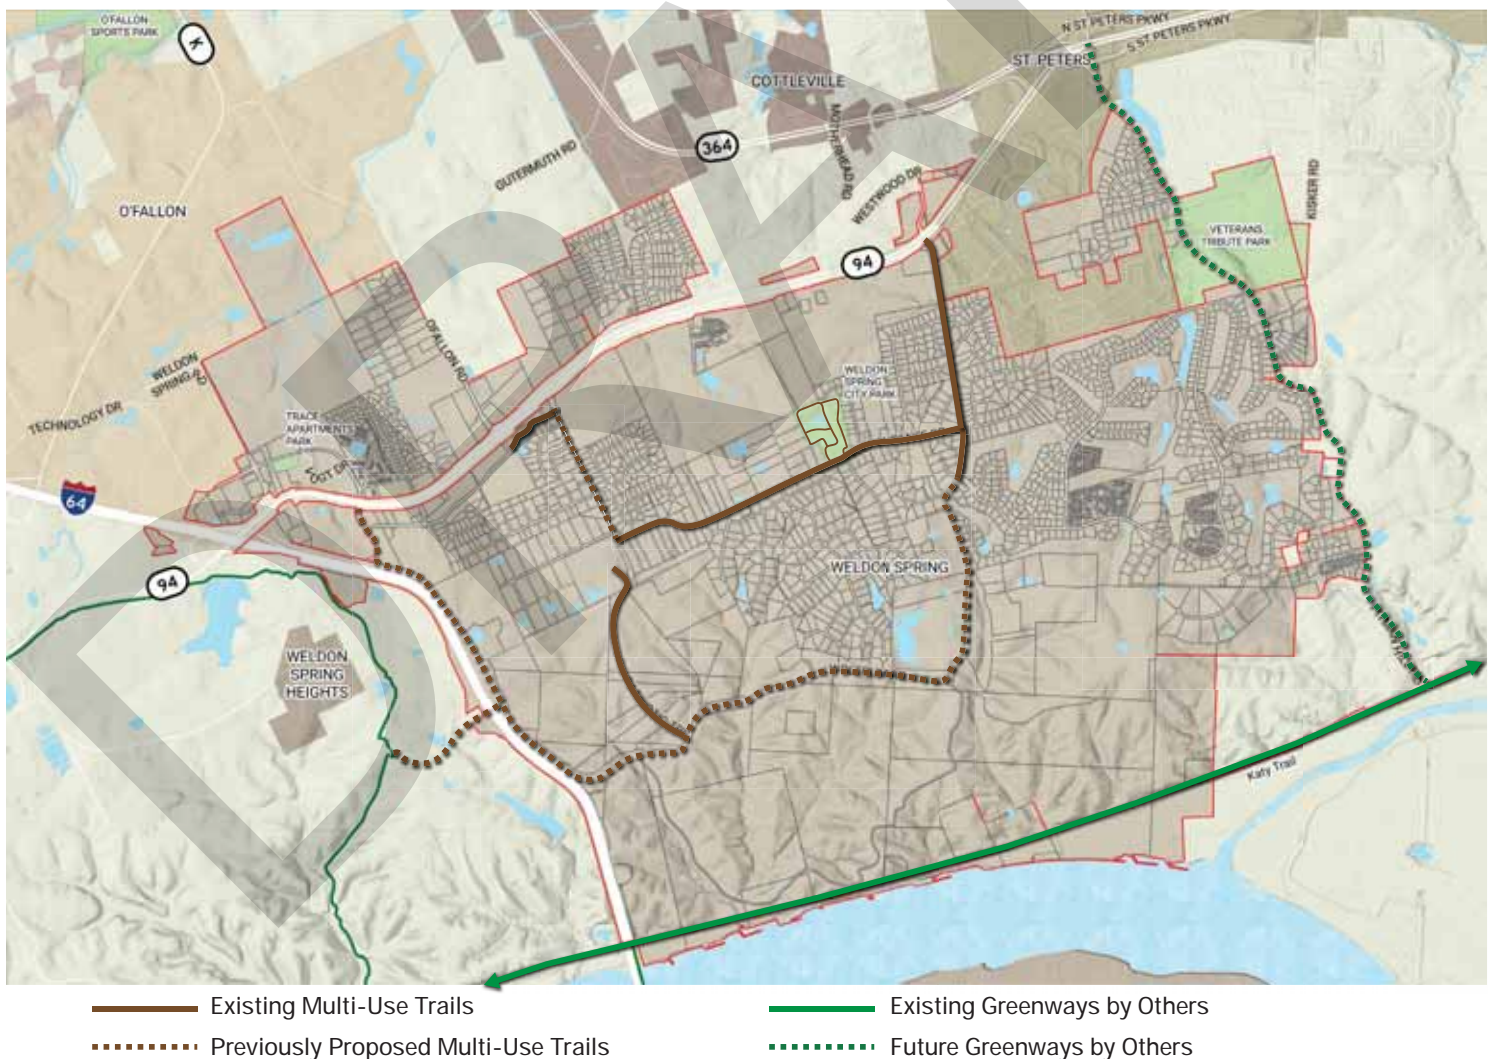 O'FALLON
SPORTS PARK
K
N ST PETERS PKWY
S ST PETERS PKWY
ST. PETERS
COTTLEVILLE
MOTHERHEAD RD
364
GUTERMUTH RD
WESTWOOD DR
KISKER RD
O'FALLON
VETERANS
TRIBUTE PARK
94
O'FALLON RD
WELDON
SPRING RD
TECHNOLOGY DR
WELDON
SPRING
CITY PARK
TRACE
APARTMENTS
PARK
OGT DR
64
94
WELDON SPRING
WELDON
SPRING
HEIGHTS
Katy Trail
DRAFT
Existing Multi-Use Trails
Existing Greenways by Others
Previously Proposed Multi-Use Trails
Future Greenways by Others